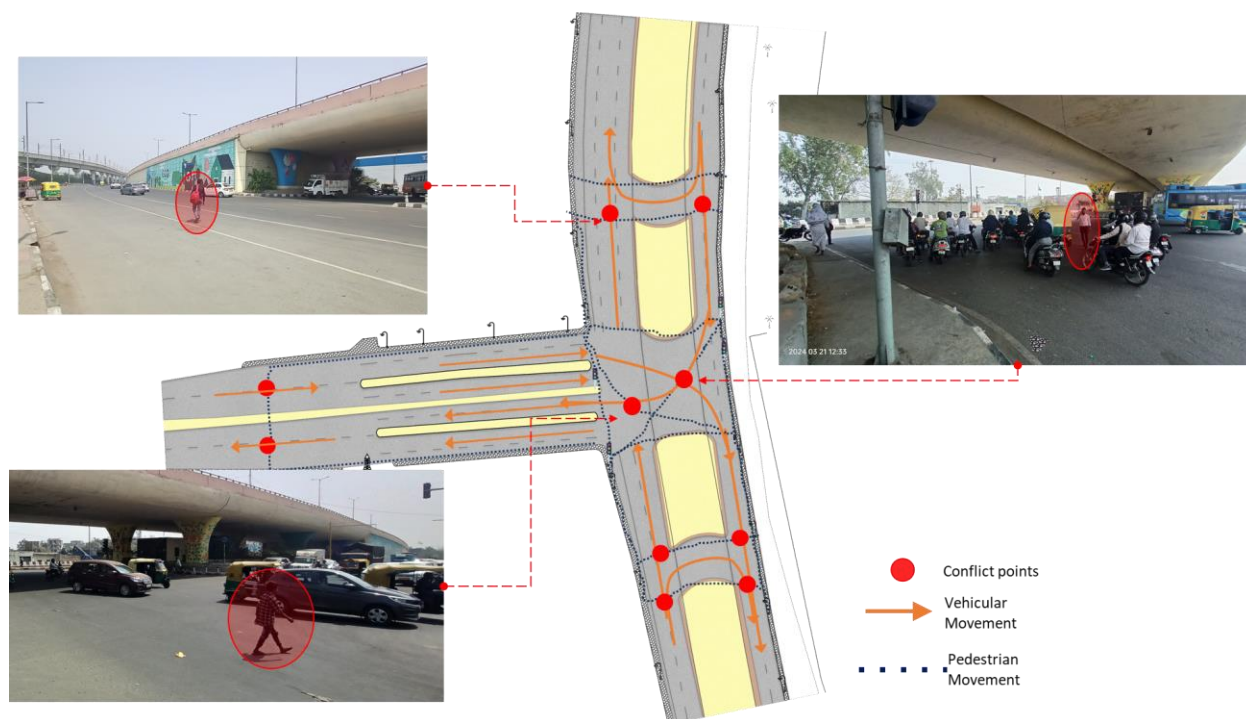 2024 03 21 12:33
Conflict points
Vehicular
Movement
Pedestrian
Movement